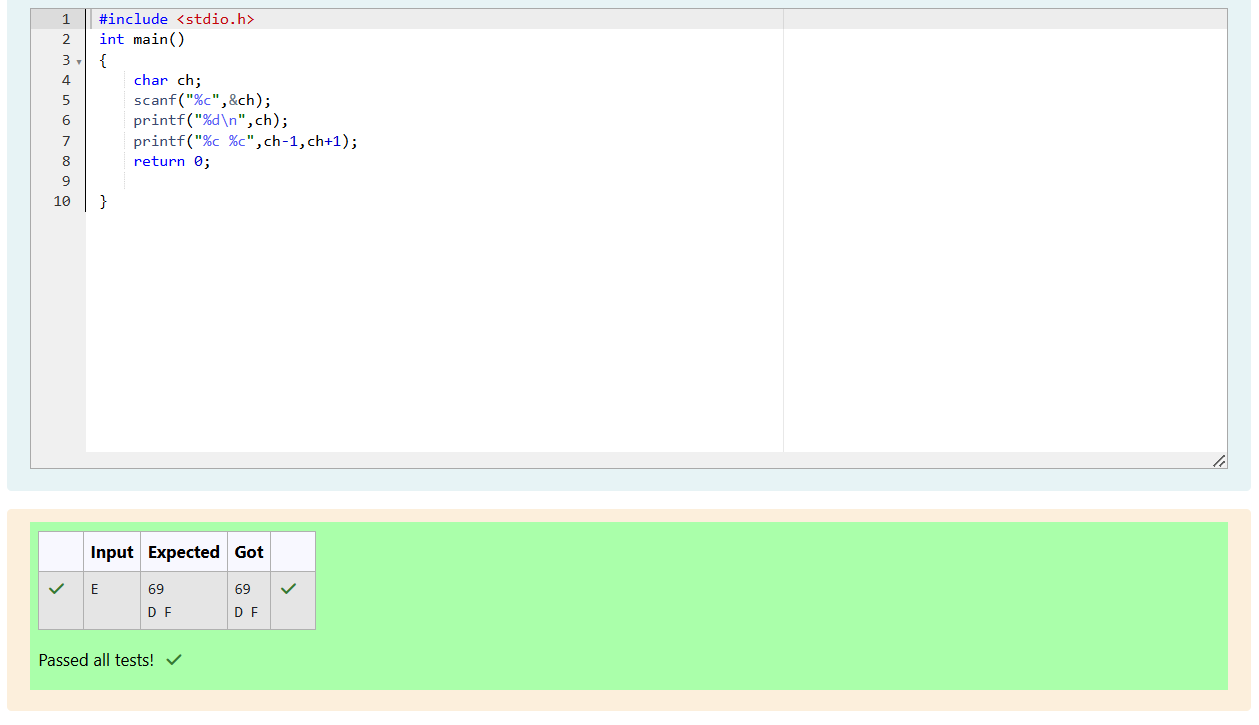 1 #include <stdio.h>
2 int main()
3 {
4     char ch;
5     scanf("%c",&ch);
6     printf("%d\n",ch);
7     printf("%c %c",ch-1,ch+1);
8     return 0;
9
10 }
Input Expected Got
E 69 69
D F D F
Passed all tests!